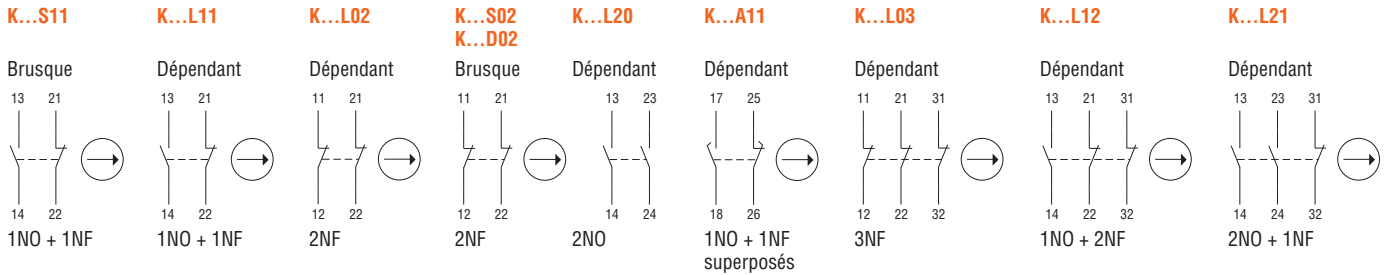 K...S11 K...L11 K...L02 K...S02 K...L20 K...A11 K...L03 K...L12 K...L21
K...D02
Brusque Dépendant Dépendant Brusque Dépendant Dépendant Dépendant Dépendant Dépendant
13 21 13 21 11 21 11 21 13 23 17 25 11 21 31 13 21 31 13 23 31
14 22 14 22 12 22 12 22 14 24 18 26 12 22 32 14 22 32 14 24 32
1NO + 1NF 1NO + 1NF 2NF 2NF 2NO 1NO + 1NF 3NF 1NO + 2NF 2NO + 1NF
superposés